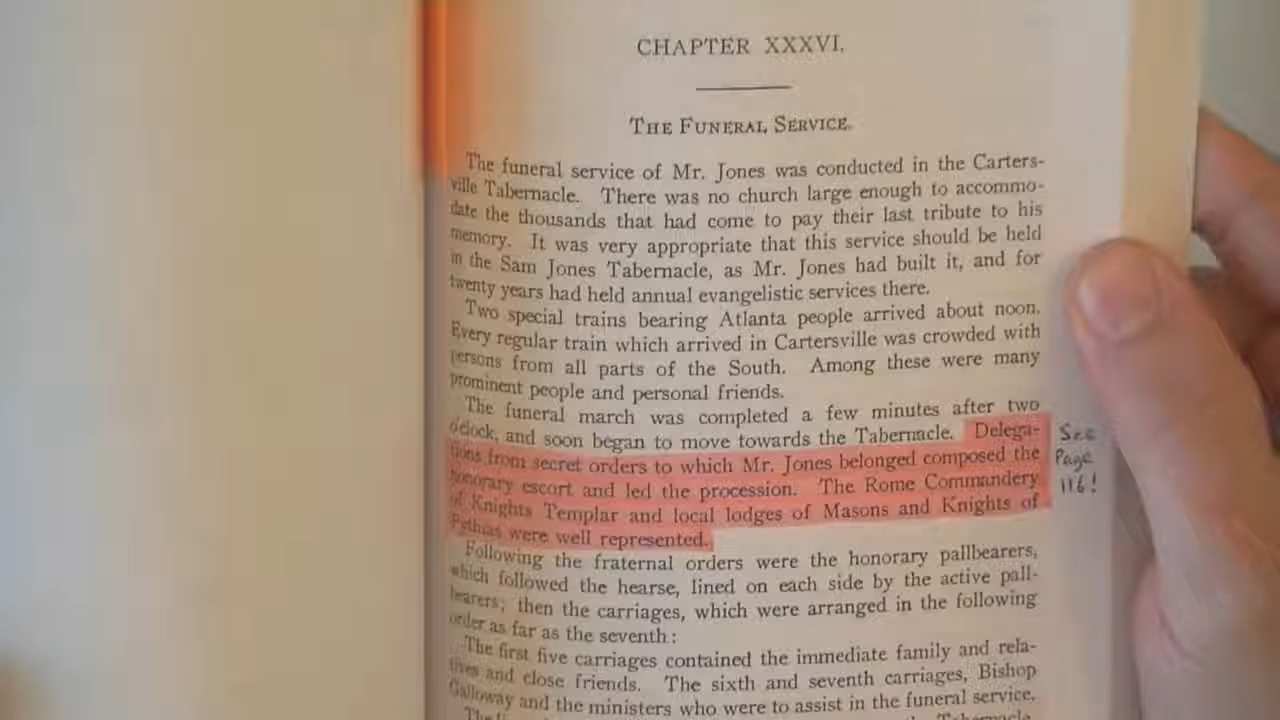 CHAPTER XXXVI.
THE FUNERAL SERVICE.
The funeral service of Mr. Jones was conducted in the Carters-
ville Tabernacle. There was no church large enough to accommo-
date the thousands that had come to pay their last tribute to his
memory. It was very appropriate that this service should be held
in the Sam Jones Tabernacle, as Mr. Jones had built it, and for
twenty years had held annual evangelistic services there.
Two special trains bearing Atlanta people arrived about noon.
Every regular train which arrived in Cartersville was crowded with
persons from all parts of the South. Among these were many
prominent people and personal friends.
The funeral march was completed a few minutes after two
o'clock, and soon began to move towards the Tabernacle. Delega-
tions from secret orders to which Mr. Jones belonged composed the
honorary escort and led the procession. The Rome Commandery
of Knights Templar and local lodges of Masons and Knights of
Pythias were well represented.
See
Page
116!
Following the fraternal orders were the honorary pallbearers,
which followed the hearse, lined on each side by the active pall-
bearers; then the carriages, which were arranged in the following
order as far as the seventh:
The first five carriages contained the immediate family and rela-
tives and close friends. The sixth and seventh carriages, Bishop
Galloway and the ministers who were to assist in the funeral service.
Tabernacle